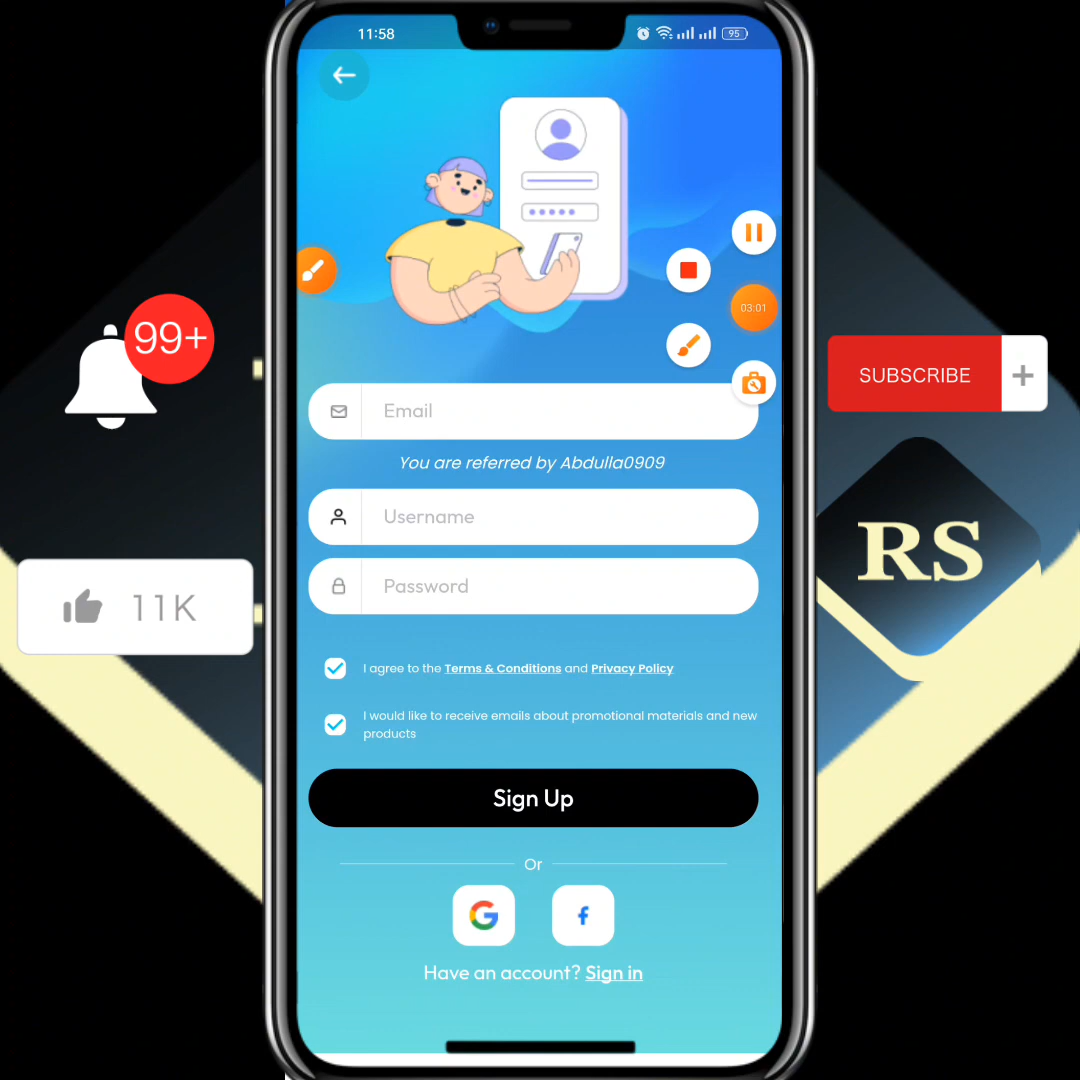 11:58
95
99+
03:01
SUBSCRIBE
+
Email
You are referred by Abdulla0909
Username
RS
Password
11K
I agree to the Terms & Conditions and Privacy Policy
I would like to receive emails about promotional materials and new
products
Sign Up
Or
G
f
Have an account? Sign in